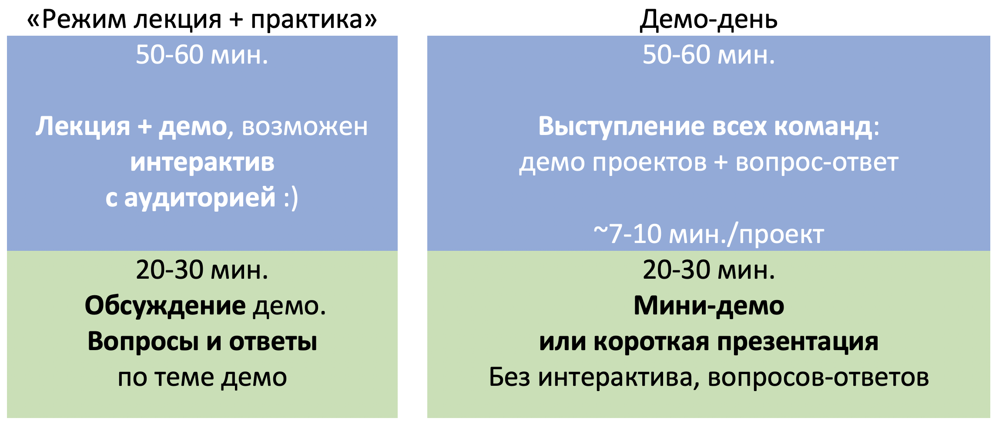 «Режим лекция + практика»
50-60 мин.
Лекция + демо, возможен
интерактив
с аудиторией :)
20-30 мин.
Обсуждение демо.
Вопросы и ответы
по теме демо
Демо-день
50-60 мин.
Выступление всех команд:
демо проектов + вопрос-ответ
~7-10 мин./проект
20-30 мин.
Мини-демо
или короткая презентация
Без интерактива, вопросов-ответов